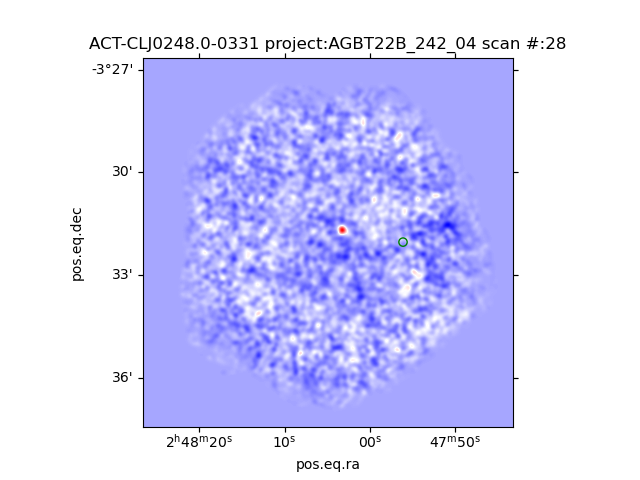 ACT-CLJ0248.0-0331 project:AGBT22B_242_04 scan #:28
-3°27'
30'
33'
36'
pos.eq.dec
2ʰ48ᵐ20ˢ 10ˢ 00ˢ 47ᵐ50ˢ
pos.eq.ra